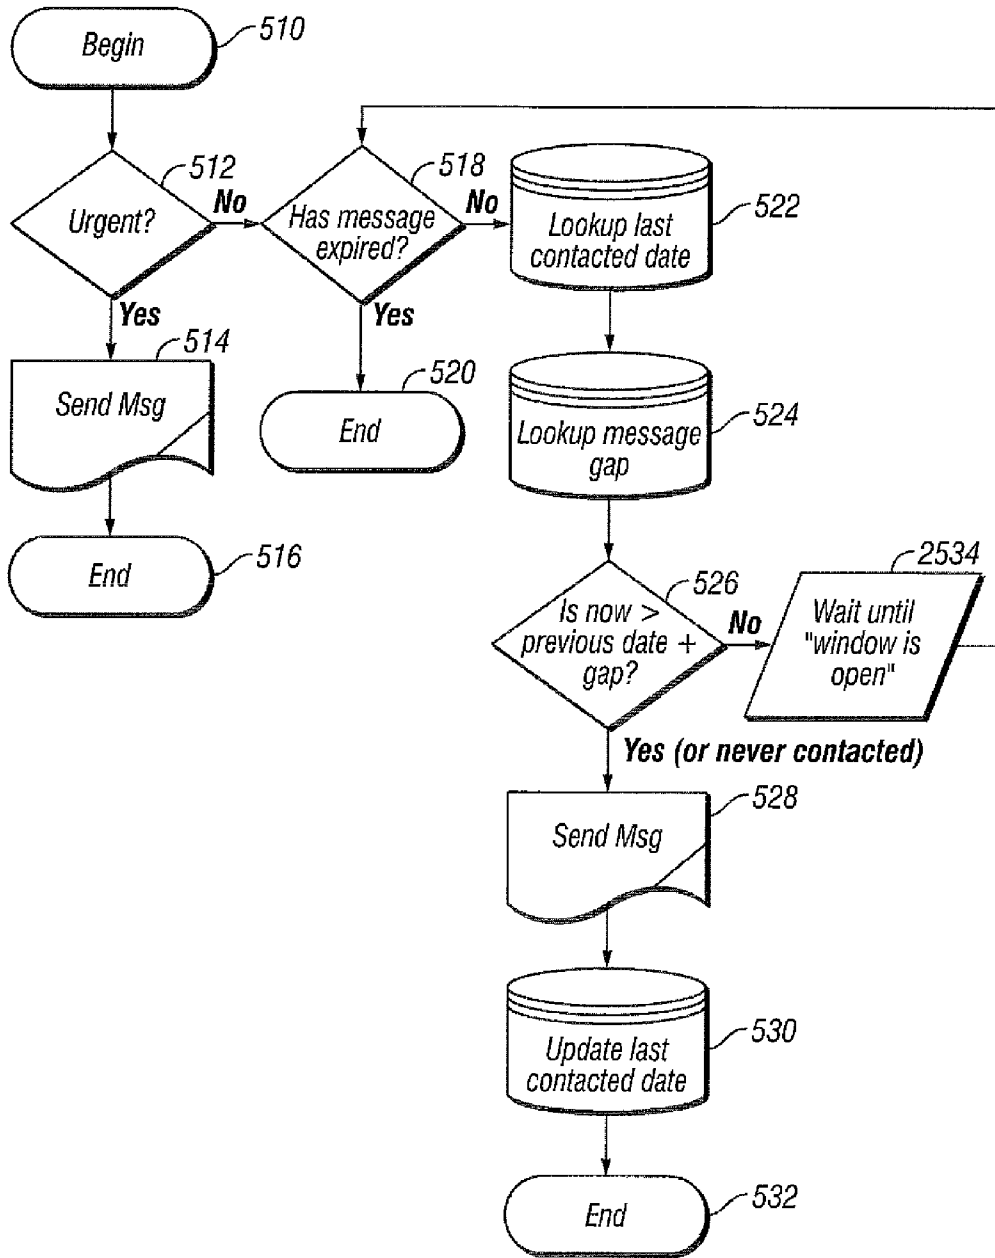 Begin
510
Urgent?
512
No
Yes
Send Msg
514
End
516
Has message
expired?
518
No
Yes
End
520
Lookup last
contacted date
522
Lookup message
gap
524
Is now >
previous date +
gap?
526
No
Wait until
"window is
open"
2534
Yes (or never contacted)
Send Msg
528
Update last
contacted date
530
End
532